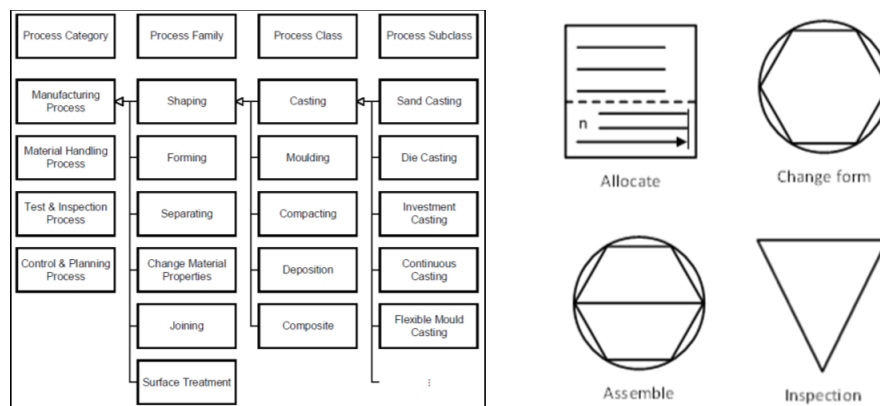 Process Category
Process Family
Process Class
Process Subclass
Manufacturing
Process
Shaping
Casting
Sand Casting
Material Handling
Process
Forming
Moulding
Die Casting
Test & Inspection
Process
Separating
Compacting
Investment
Casting
Control & Planning
Process
Change Material
Properties
Deposition
Continuous
Casting
Joining
Composite
Flexible Mould
Casting
Surface Treatment
⋮
n
Allocate
Change form
Assemble
Inspection